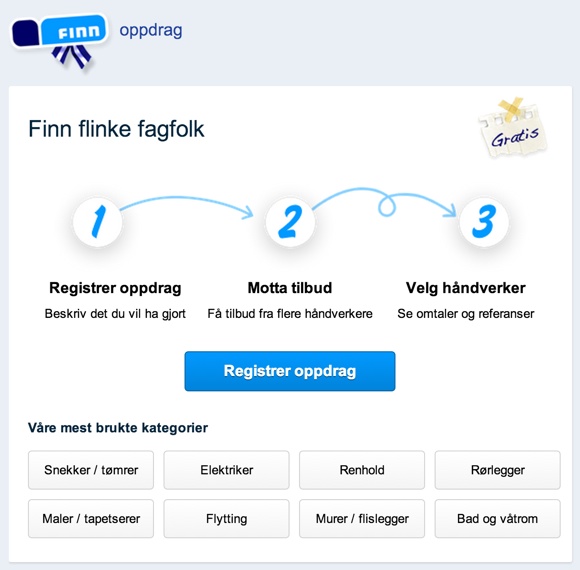 FINN oppdrag
Finn flinke fagfolk
Gratis
1 2 3
Registrer oppdrag Motta tilbud Velg håndverker
Beskriv det du vil ha gjort Få tilbud fra flere håndverkere Se omtaler og referanser
Registrer oppdrag
Våre mest brukte kategorier
Snekker / tømrer Elektriker Renhold Rørlegger
Maler / tapetserer Flytting Murer / flislegger Bad og våtrom